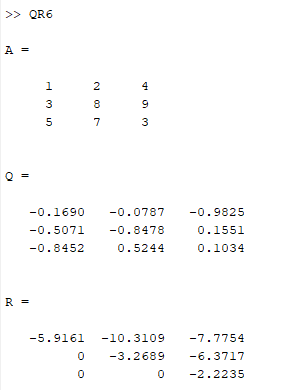 >> QR6
A =
1 2 4
3 8 9
5 7 3
Q =
-0.1690 -0.0787 -0.9825
-0.5071 -0.8478 0.1551
-0.8452 0.5244 0.1034
R =
-5.9161 -10.3109 -7.7754
0 -3.2689 -6.3717
0 0 -2.2235